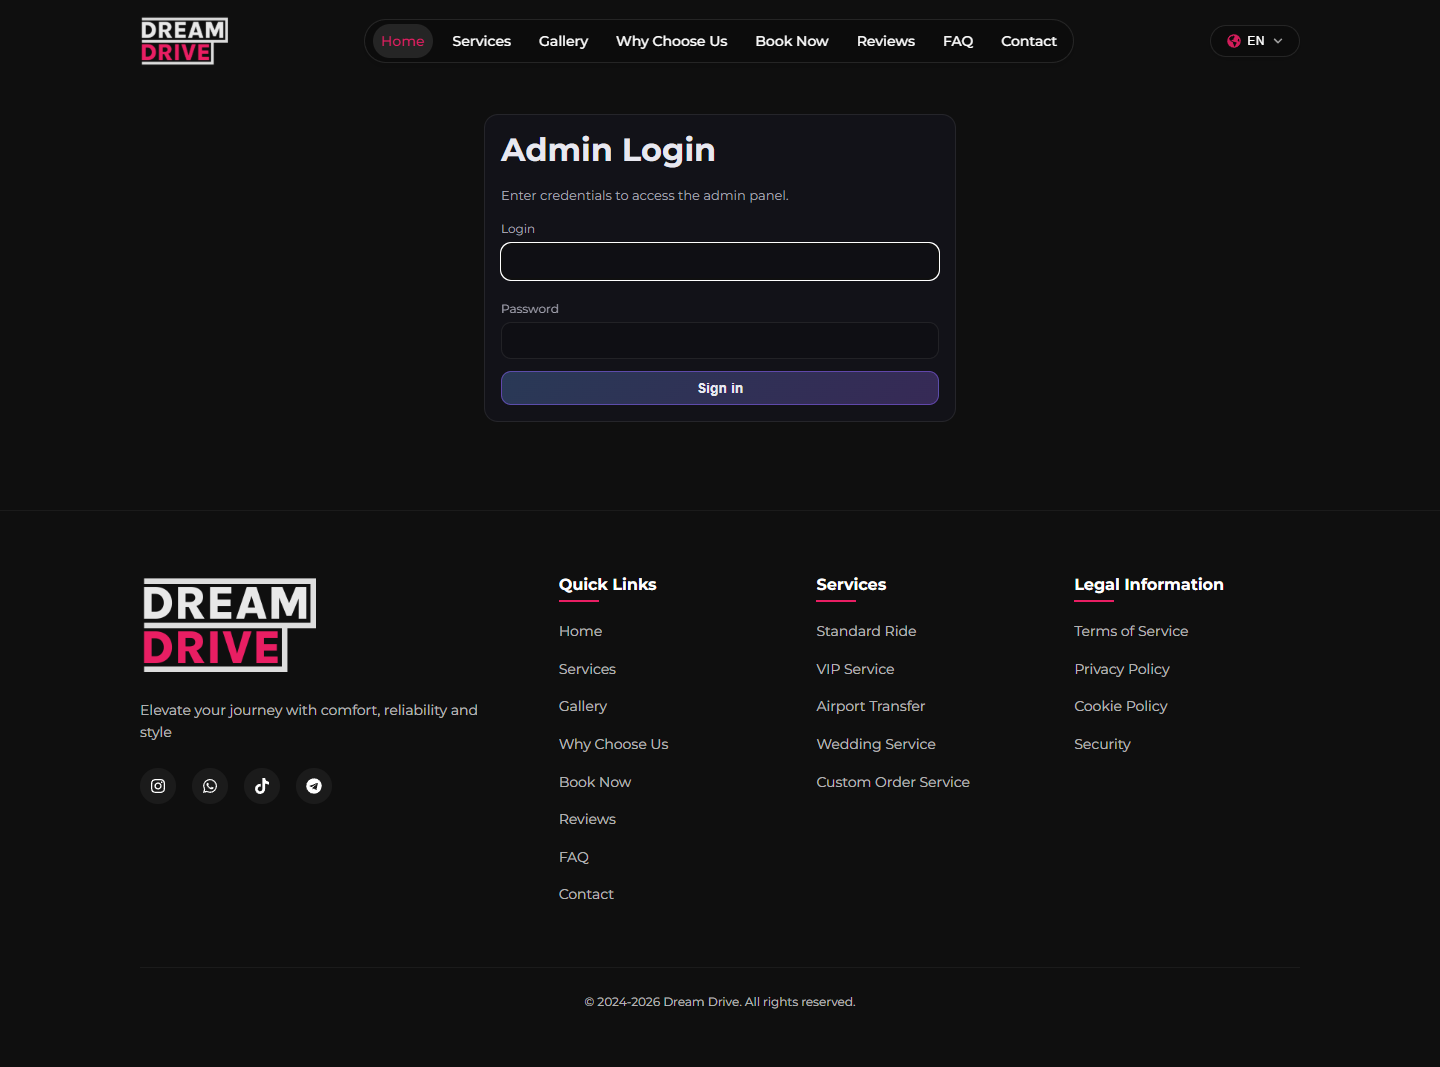 DREAM
DRIVE
Home
Services
Gallery
Why Choose Us
Book Now
Reviews
FAQ
Contact
EN
Admin Login
Enter credentials to access the admin panel.
Login
Password
Sign in
DREAM
DRIVE
Elevate your journey with comfort, reliability and
style
Quick Links
Home
Services
Gallery
Why Choose Us
Book Now
Reviews
FAQ
Contact
Services
Standard Ride
VIP Service
Airport Transfer
Wedding Service
Custom Order Service
Legal Information
Terms of Service
Privacy Policy
Cookie Policy
Security
© 2024-2026 Dream Drive. All rights reserved.